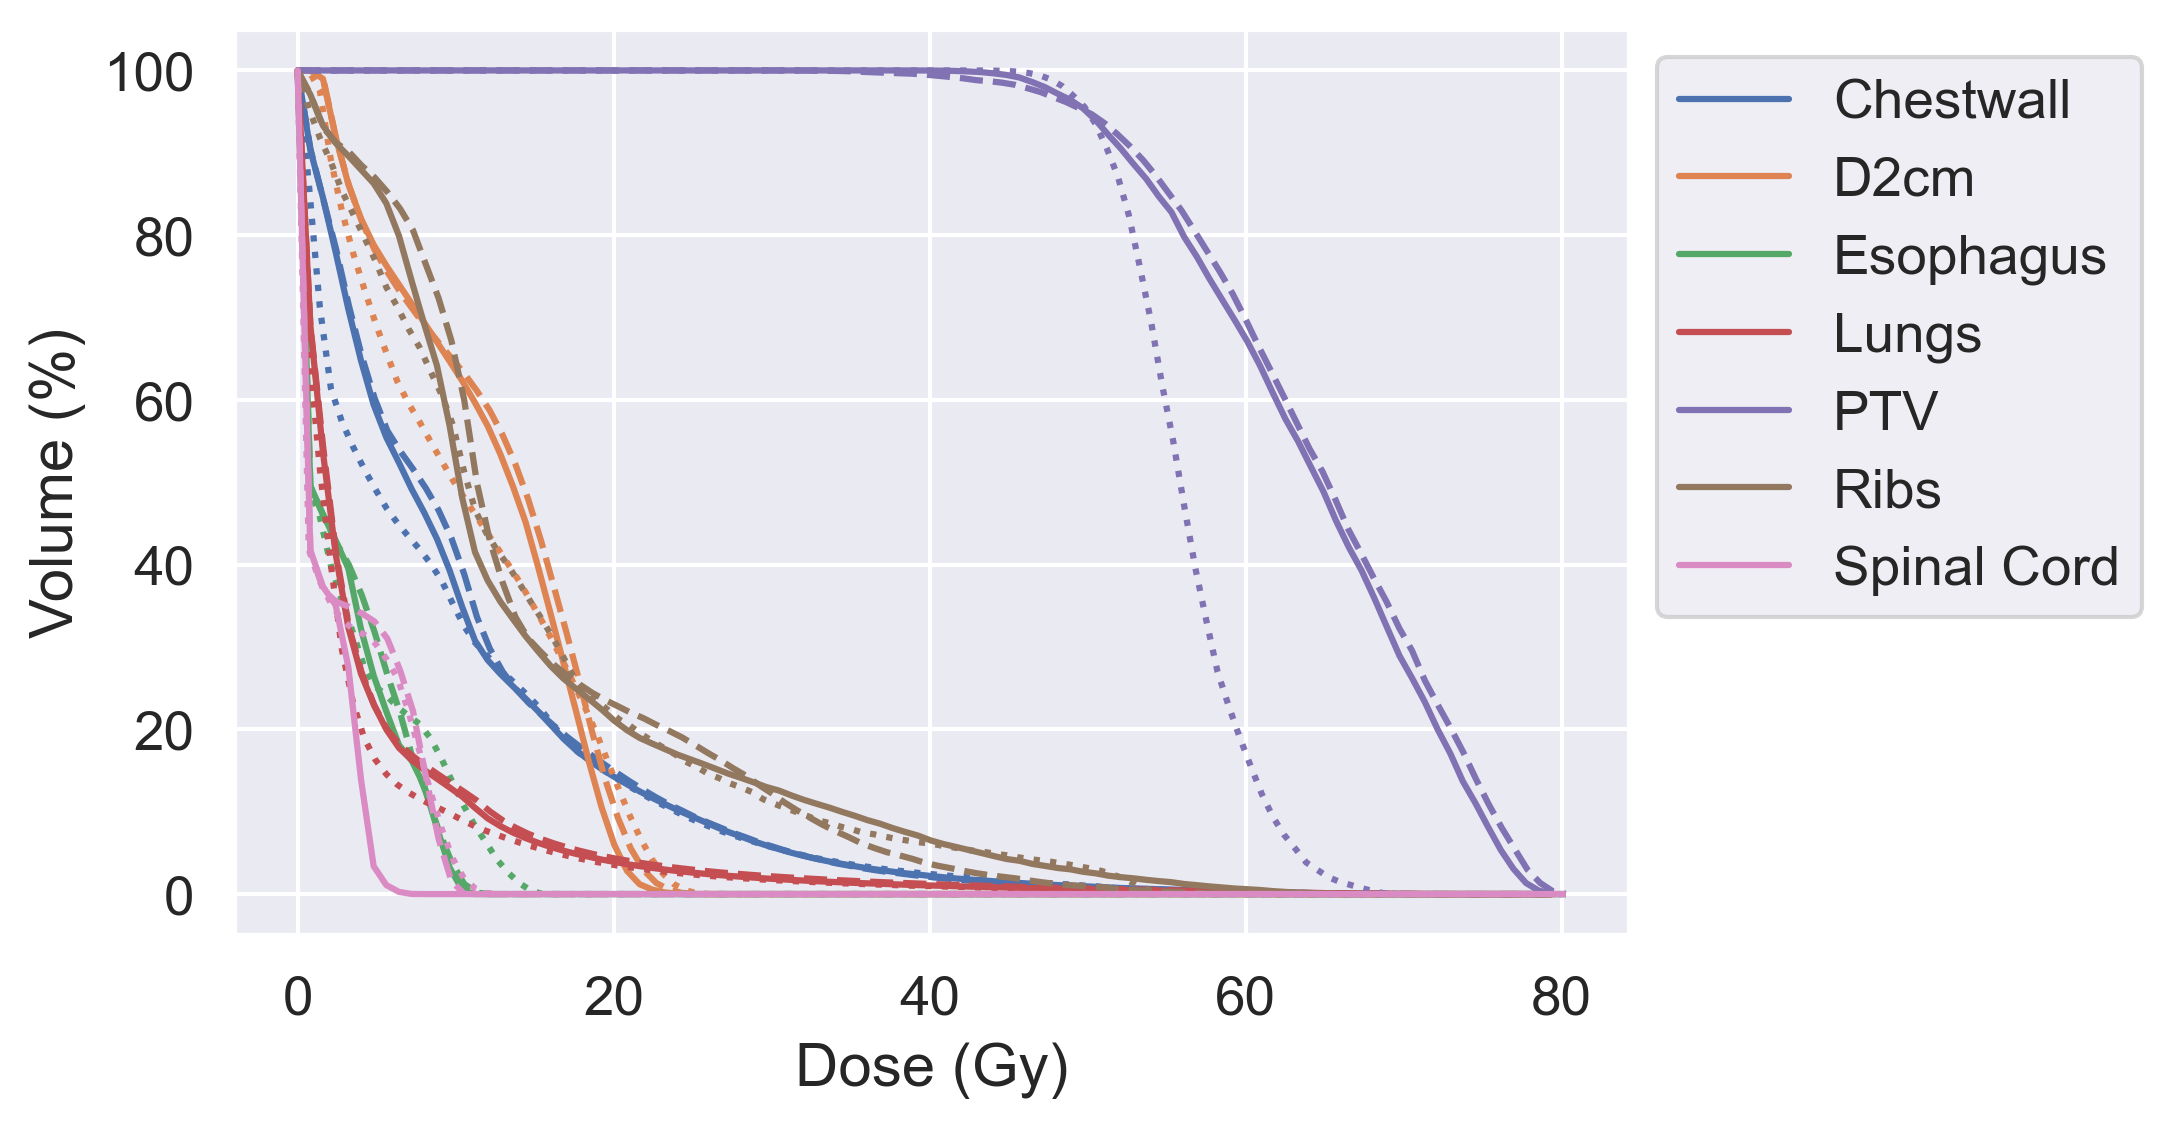 100
80
60
40
20
0
Volume (%)
0 20 40 60 80
Dose (Gy)
Chestwall
D2cm
Esophagus
Lungs
PTV
Ribs
Spinal Cord